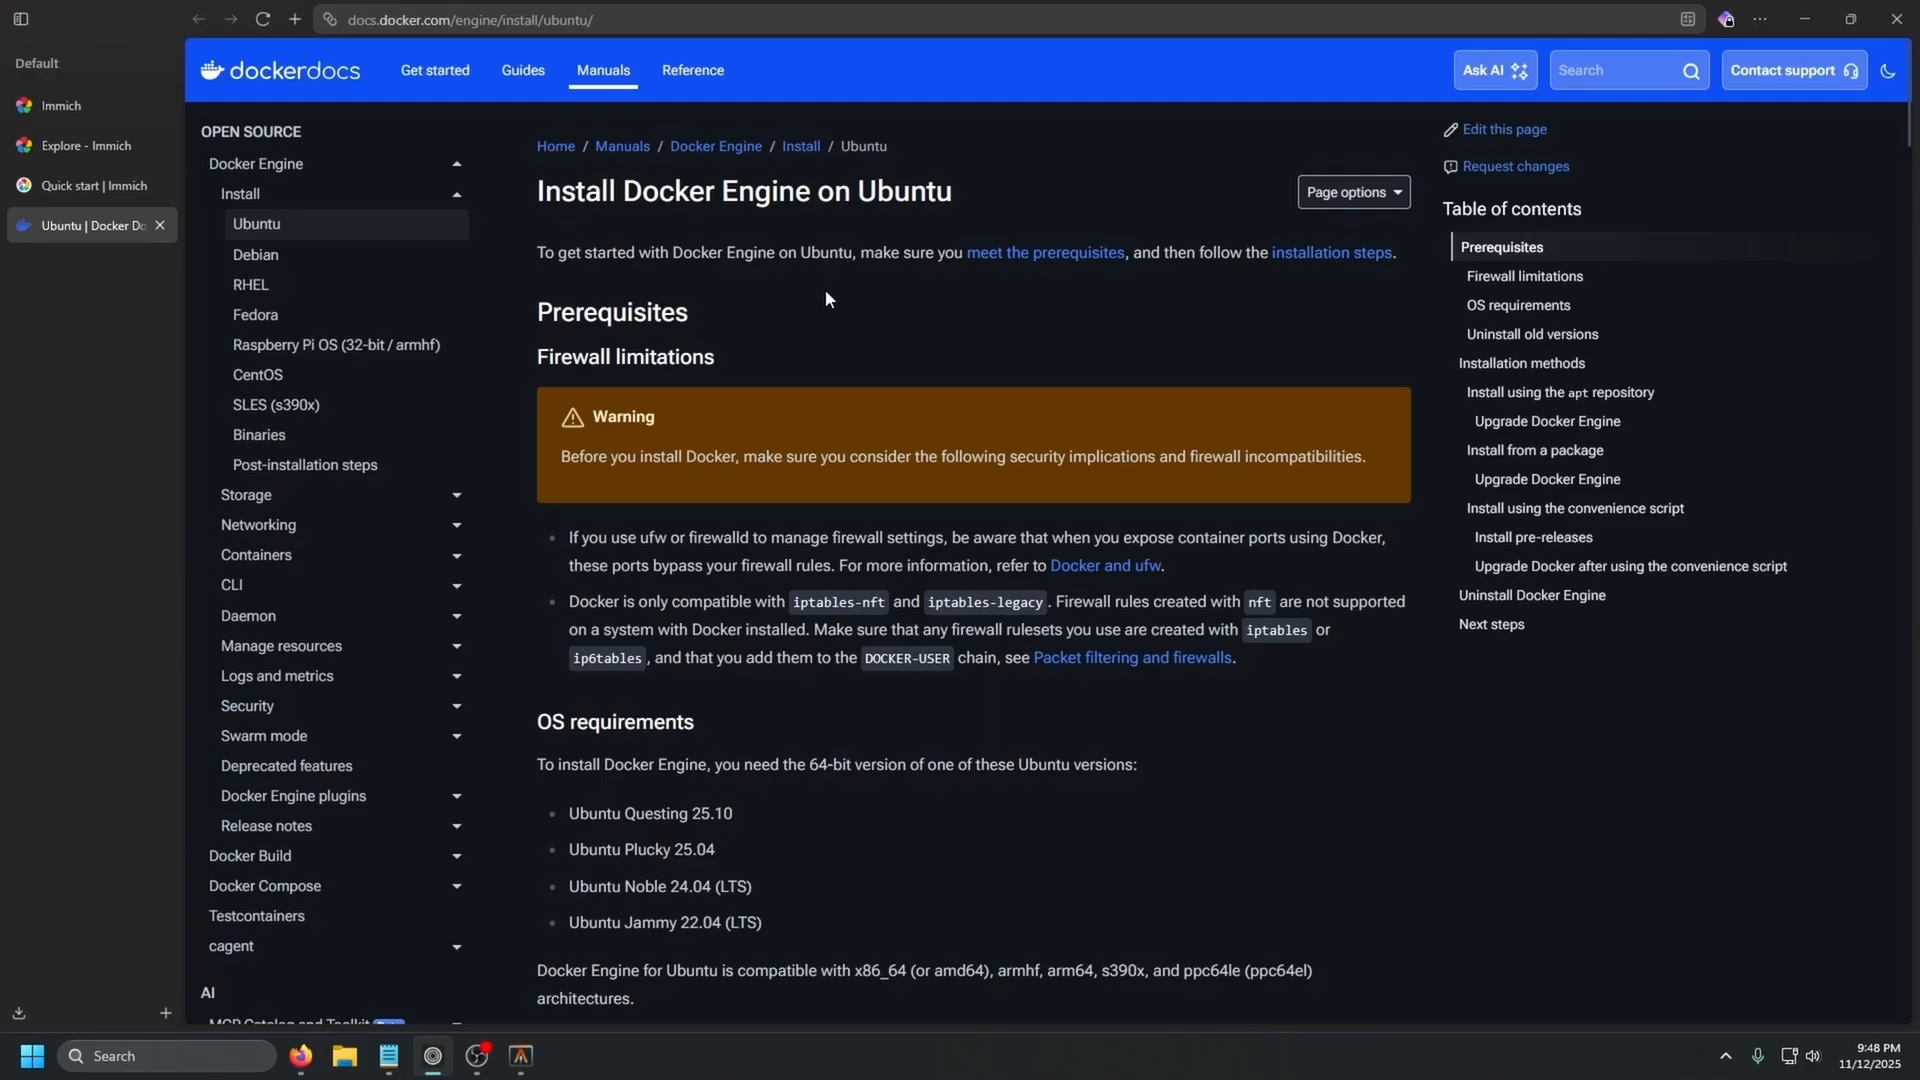 docs.docker.com/engine/install/ubuntu/
Default
Immich
Explore - Immich
Quick start | Immich
Ubuntu | Docker Do
dockerdocs
Get started
Guides
Manuals
Reference
Ask AI
Search
Contact support
OPEN SOURCE
Docker Engine
Install
Ubuntu
Debian
RHEL
Fedora
Raspberry Pi OS (32-bit / armhf)
CentOS
SLES (s390x)
Binaries
Post-installation steps
Storage
Networking
Containers
CLI
Daemon
Manage resources
Logs and metrics
Security
Swarm mode
Deprecated features
Docker Engine plugins
Release notes
Docker Build
Docker Compose
Testcontainers
cagent
AI
MCP Catalog and Toolkit
Home / Manuals / Docker Engine / Install / Ubuntu
Install Docker Engine on Ubuntu
Page options
To get started with Docker Engine on Ubuntu, make sure you meet the prerequisites, and then follow the installation steps.
Prerequisites
Firewall limitations
Warning
Before you install Docker, make sure you consider the following security implications and firewall incompatibilities.
If you use ufw or firewalld to manage firewall settings, be aware that when you expose container ports using Docker,
these ports bypass your firewall rules. For more information, refer to Docker and ufw.
Docker is only compatible with iptables-nft and iptables-legacy. Firewall rules created with nft are not supported
on a system with Docker installed. Make sure that any firewall rulesets you use are created with iptables or
ip6tables, and that you add them to the DOCKER-USER chain, see Packet filtering and firewalls.
OS requirements
To install Docker Engine, you need the 64-bit version of one of these Ubuntu versions:
Ubuntu Questing 25.10
Ubuntu Plucky 25.04
Ubuntu Noble 24.04 (LTS)
Ubuntu Jammy 22.04 (LTS)
Docker Engine for Ubuntu is compatible with x86_64 (or amd64), armhf, arm64, s390x, and ppc64le (ppc64el)
architectures.
Edit this page
Request changes
Table of contents
Prerequisites
Firewall limitations
OS requirements
Uninstall old versions
Installation methods
Install using the apt repository
Upgrade Docker Engine
Install from a package
Upgrade Docker Engine
Install using the convenience script
Install pre-releases
Upgrade Docker after using the convenience script
Uninstall Docker Engine
Next steps
Search
9:48 PM
11/12/2025